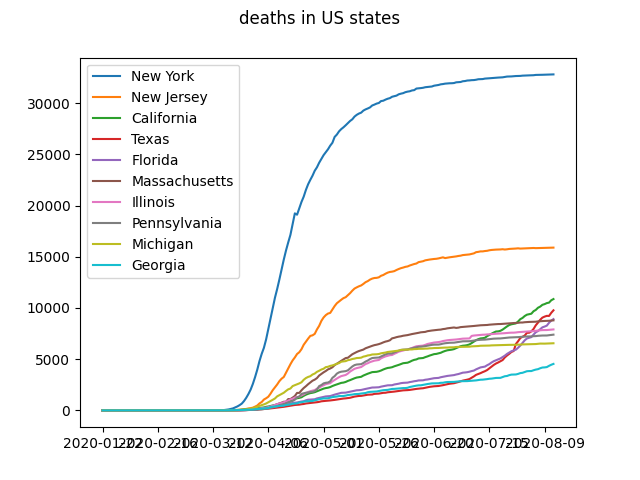 deaths in US states
New York
New Jersey
California
Texas
Florida
Massachusetts
Illinois
Pennsylvania
Michigan
Georgia
30000
25000
20000
15000
10000
5000
0
2020-01-22 2020-02-16 2020-03-12 2020-04-06 2020-05-01 2020-05-26 2020-06-20 2020-07-15 2020-08-09